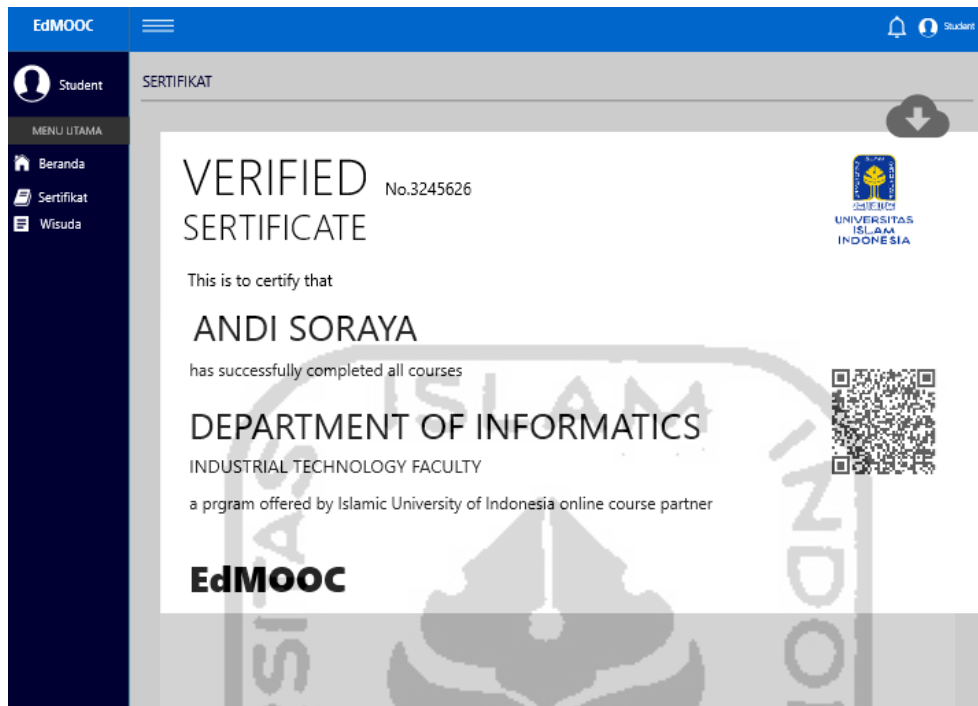 EdMOOC
Student
Student
MENU UTAMA
Beranda
Sertifikat
Wisuda
SERTIFIKAT
VERIFIED No.3245626
SERTIFICATE
UNIVERSITAS
ISLAM
INDONESIA
This is to certify that
ANDI SORAYA
has successfully completed all courses
DEPARTMENT OF INFORMATICS
INDUSTRIAL TECHNOLOGY FACULTY
a prgram offered by Islamic University of Indonesia online course partner
EdMOOC
ISLAM